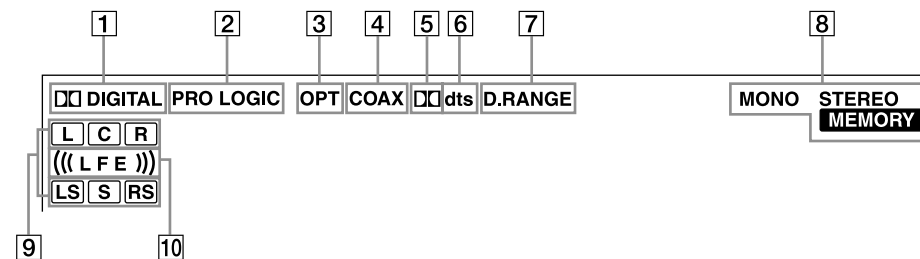 1 2 3 4 5 6 7 8
DIGITAL PRO LOGIC OPT COAX dts D.RANGE MONO STEREO
MEMORY
L C R
((( L F E )))
LS S RS
9 10